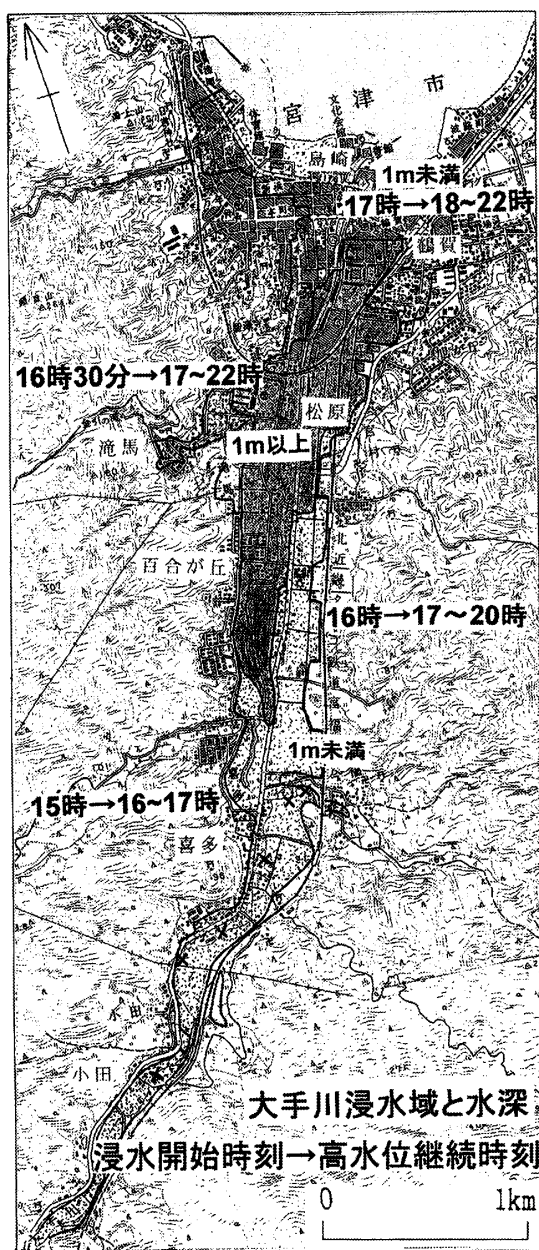 宮津市
文化会館
島崎
1m未満
17時→18~22時
鶴賀
16時30分→17~22時
松原
滝馬
1m以上
百合が丘
北近畿
16時→17~20時
1m未満
15時→16~17時
喜多
小田
大手川浸水域と水深
浸水開始時刻→高水位継続時刻
0 1km